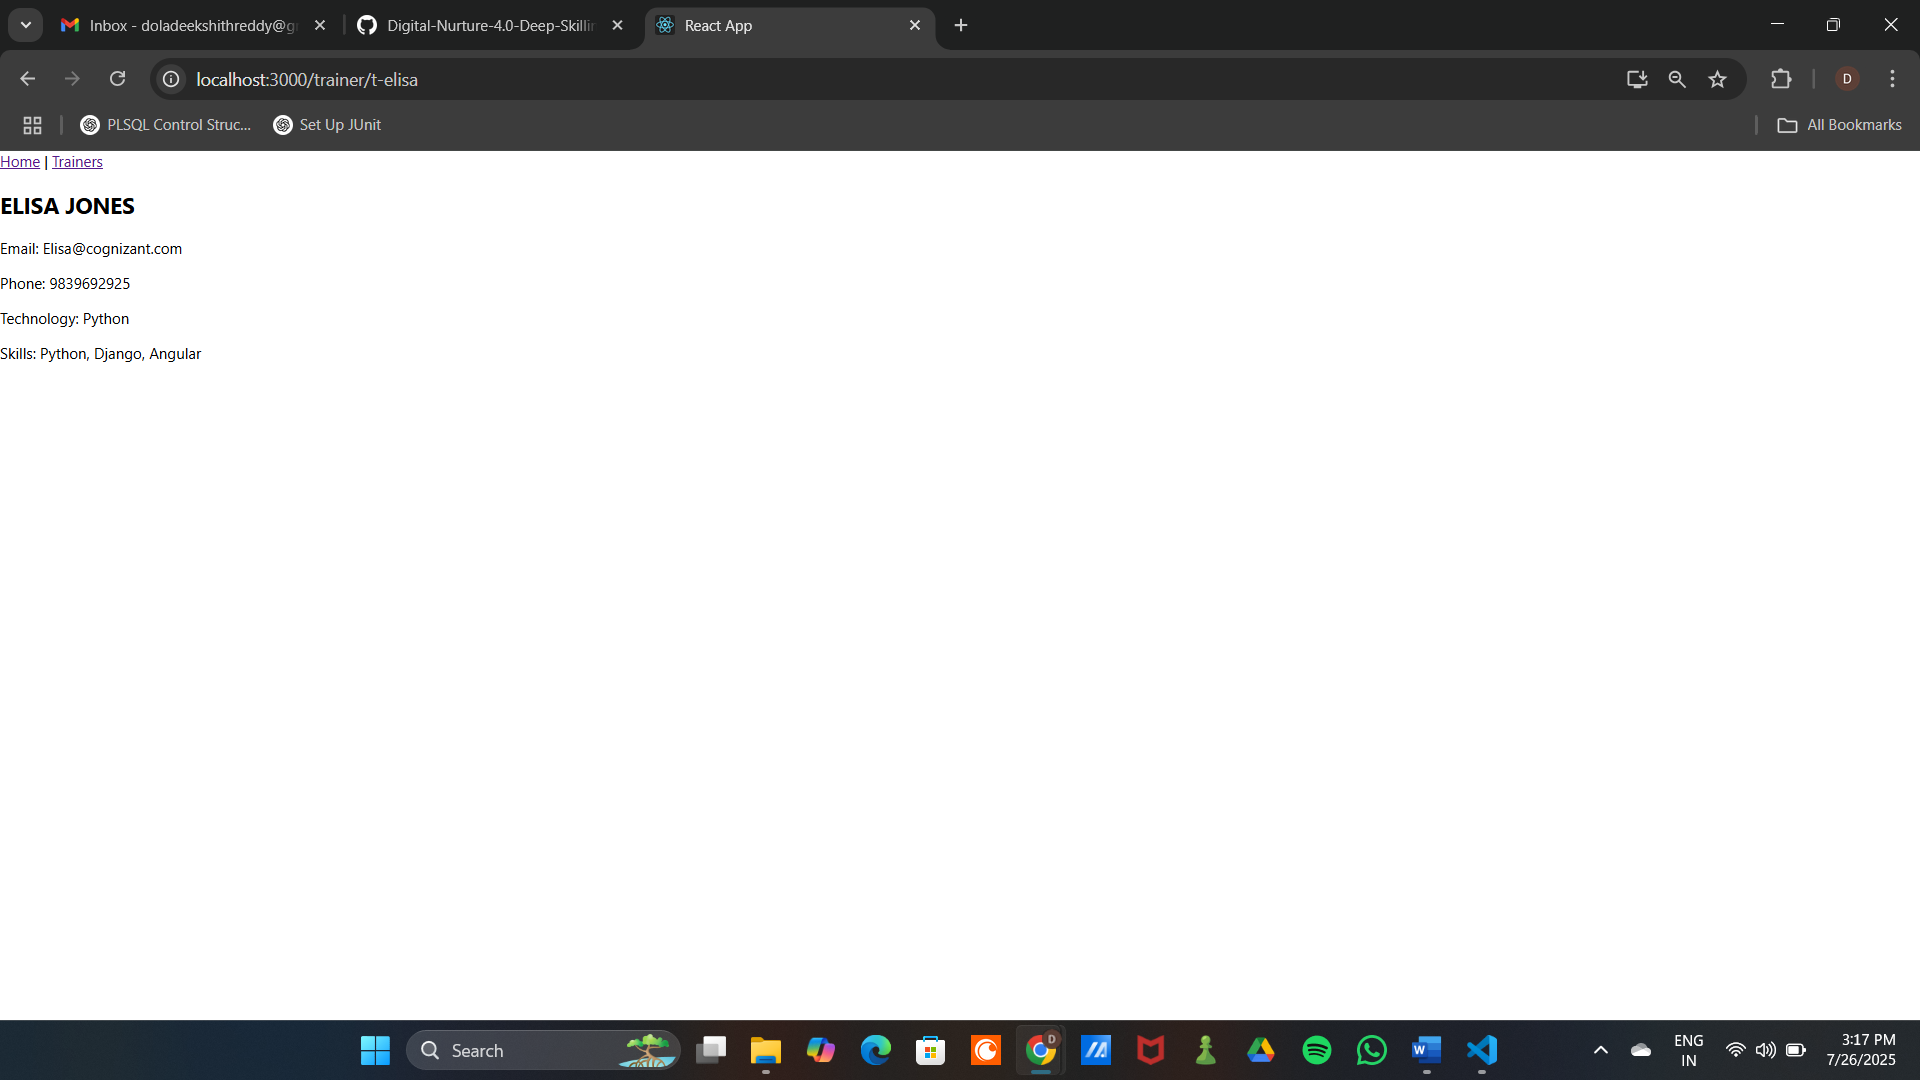 Inbox - doladeekshithreddy@g
Digital-Nurture-4.0-Deep-Skillin
React App
localhost:3000/trainer/t-elisa
D
PLSQL Control Struc...
Set Up JUnit
All Bookmarks
Home | Trainers
ELISA JONES
Email: Elisa@cognizant.com
Phone: 9839692925
Technology: Python
Skills: Python, Django, Angular
Search
D
W
ENG
IN
3:17 PM
7/26/2025